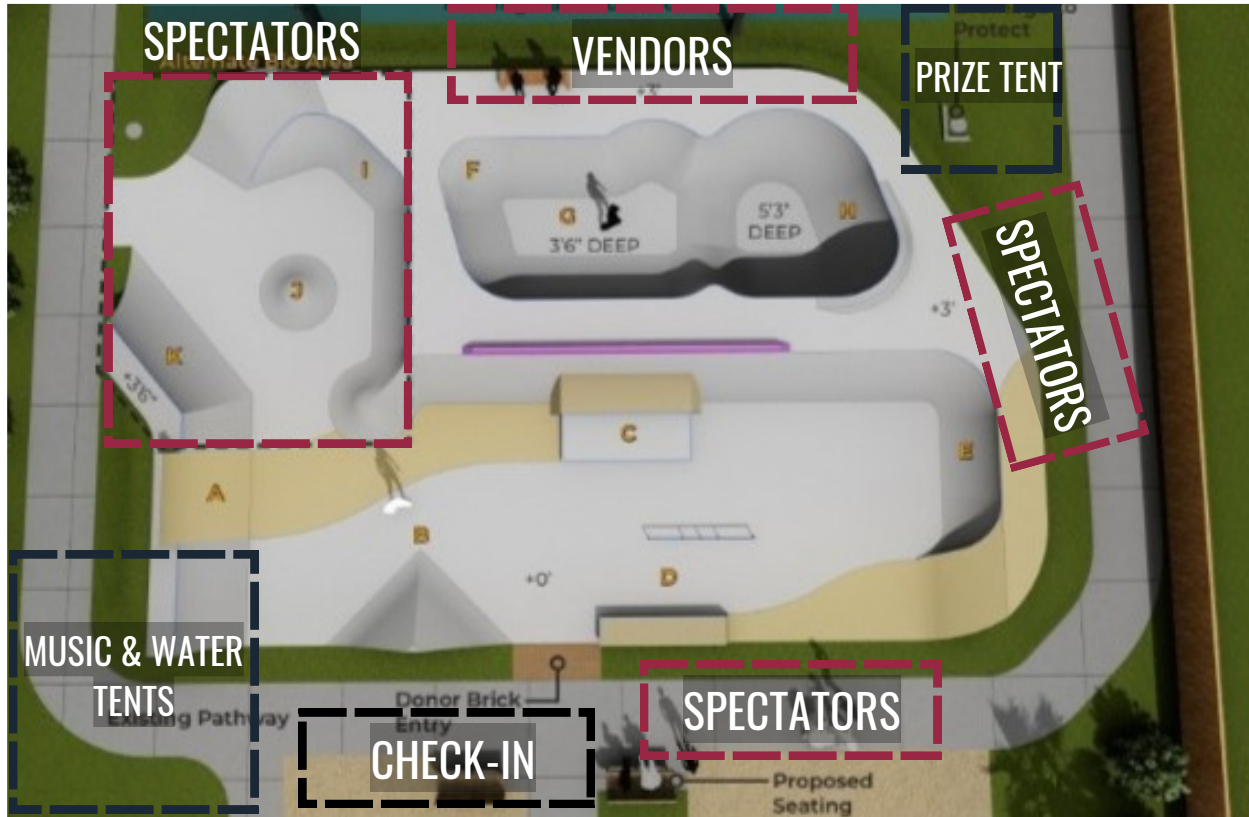 SPECTATORS
VENDORS
Protect
PRIZE TENT
+3'
I
F
G
H
5'3"
DEEP
3'6" DEEP
J
SPECTATORS
+3'
K
+3'6"
C
E
A
B
+0'
D
MUSIC & WATER
TENTS
Existing Pathway
Donor Brick
Entry
SPECTATORS
CHECK-IN
Proposed
Seating